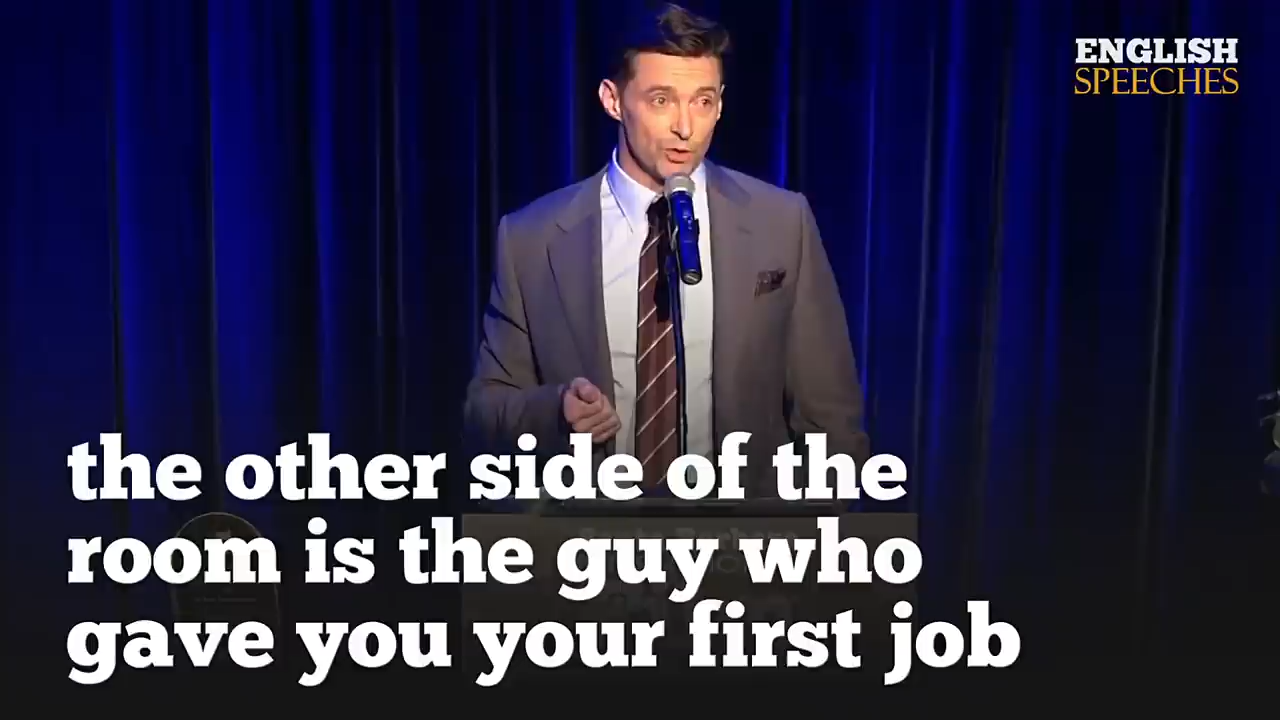 ENGLISH
SPEECHES
the other side of the
room is the guy who
gave you your first job